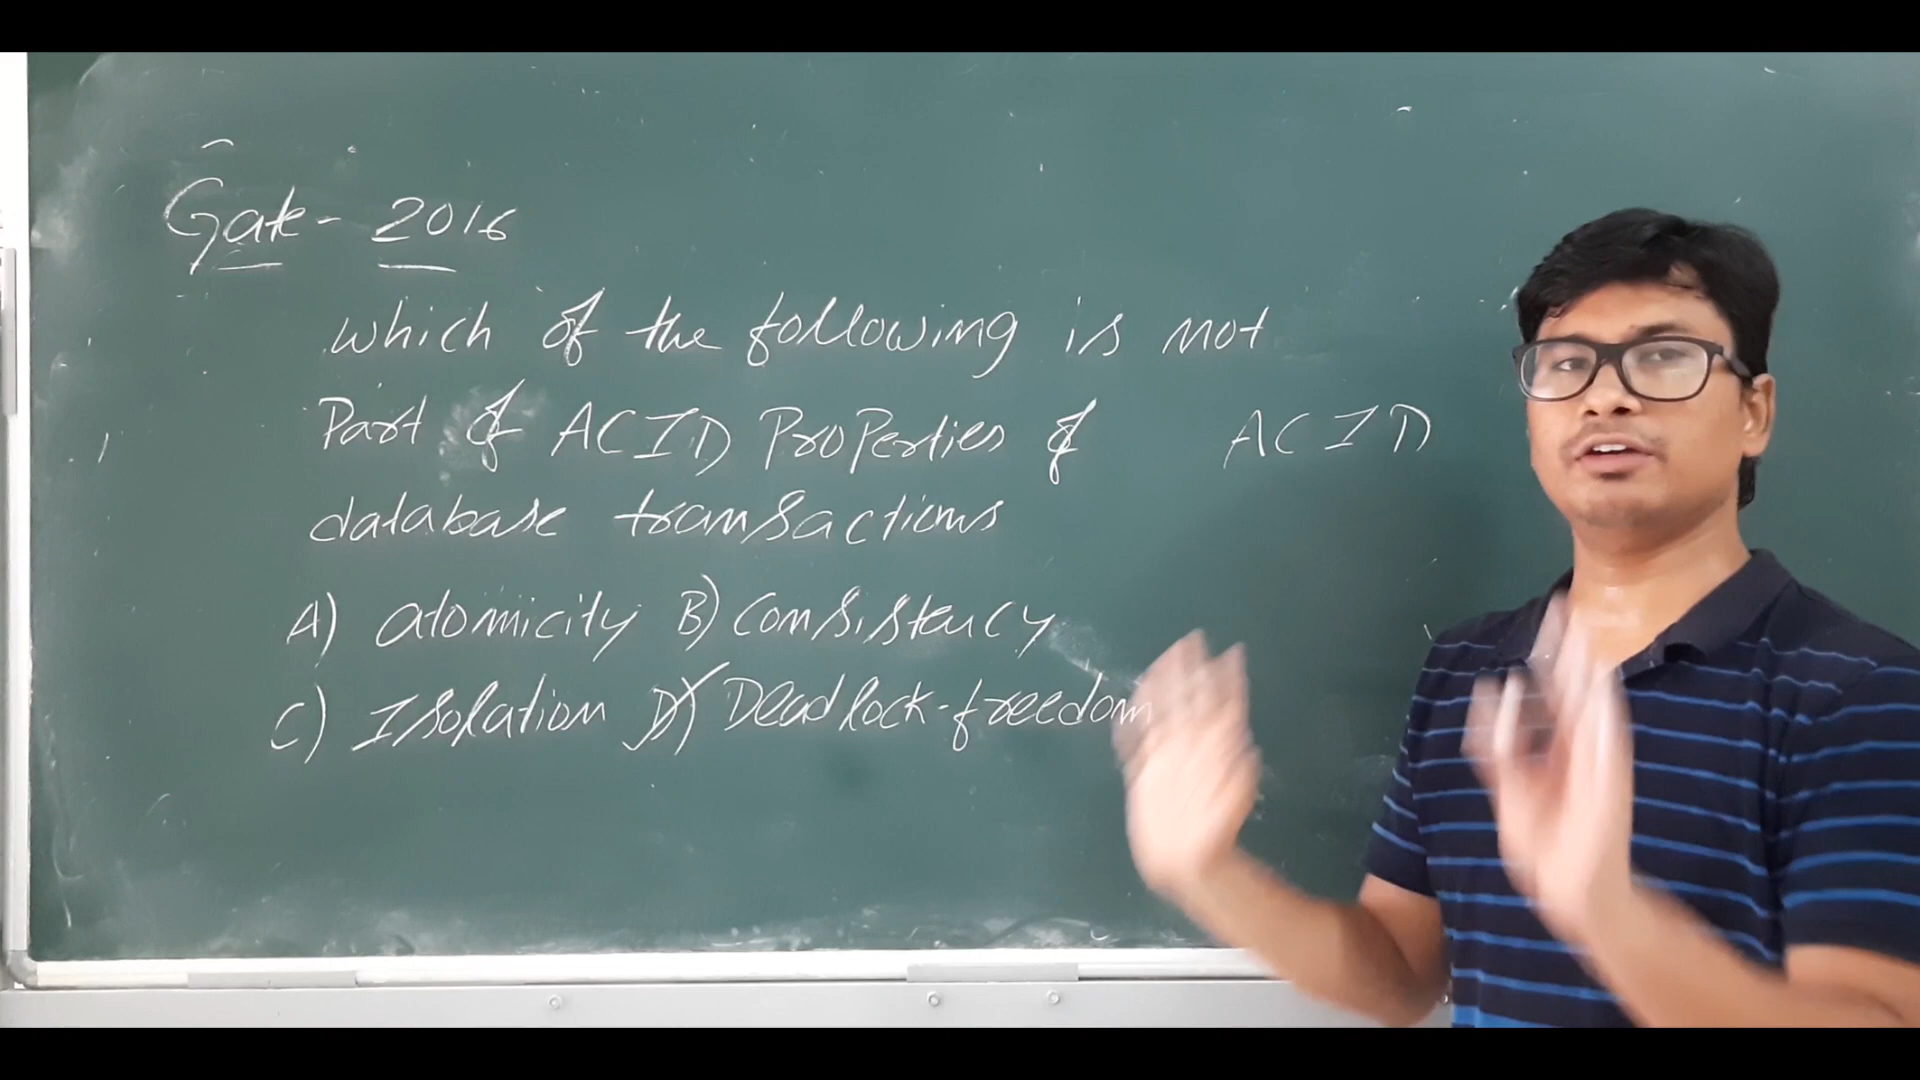 Gate - 2016
which of the following is not
Part of ACID Properties of
ACID
database transactions
A) atomicity B) Consistency
C) Isolation D) Deadlock-freedom